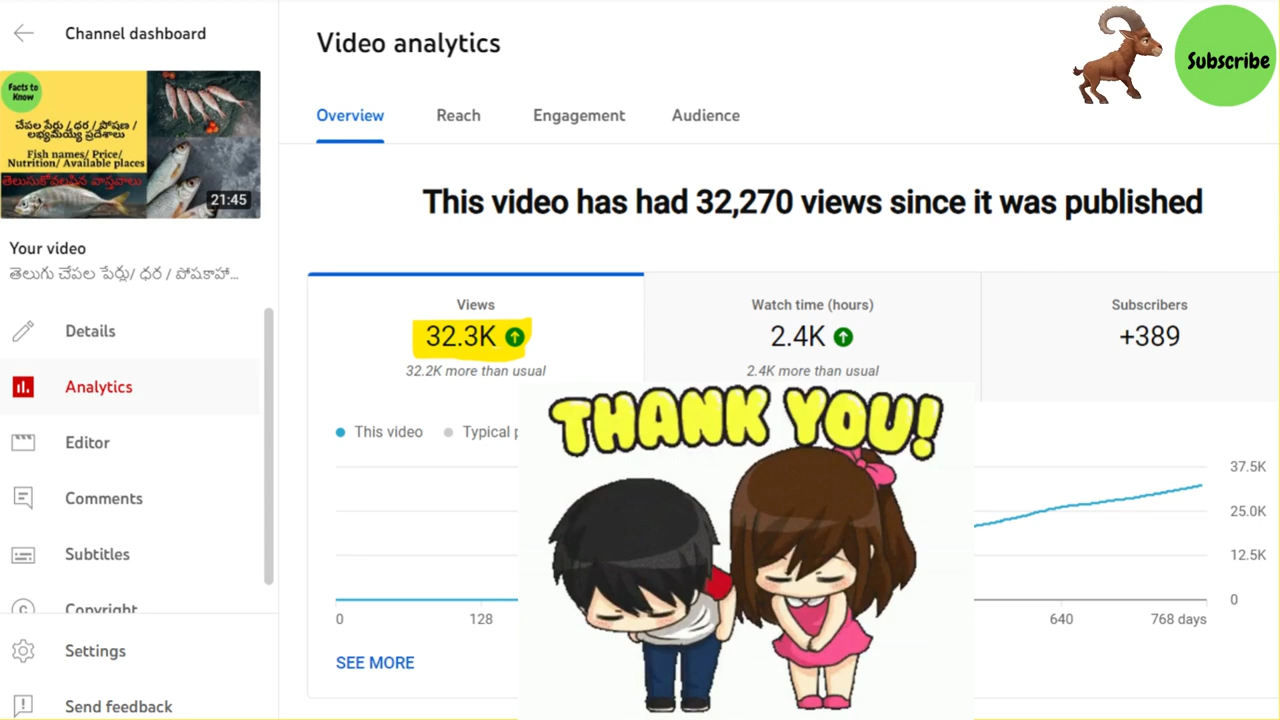 Channel dashboard
Facts to
Know
చేపల పేర్లు / ధర / పోషణ /
లభ్యమయ్యే ప్రదేశాలు
Fish names/ Price/
Nutrition/ Available places
తెలుసుకోవలసిన వాస్తవాలు
21:45
Your video
తెలుగు చేపల పేర్లు/ ధర / పోషకాహా...
Details
Analytics
Editor
Comments
Subtitles
Copyright
Settings
Send feedback
Video analytics
Subscribe
Overview
Reach
Engagement
Audience
This video has had 32,270 views since it was published
Views
32.3K
32.2K more than usual
Watch time (hours)
2.4K
2.4K more than usual
Subscribers
+389
This video
Typical
THANK YOU!
37.5K
25.0K
12.5K
0
0
128
640
768 days
SEE MORE